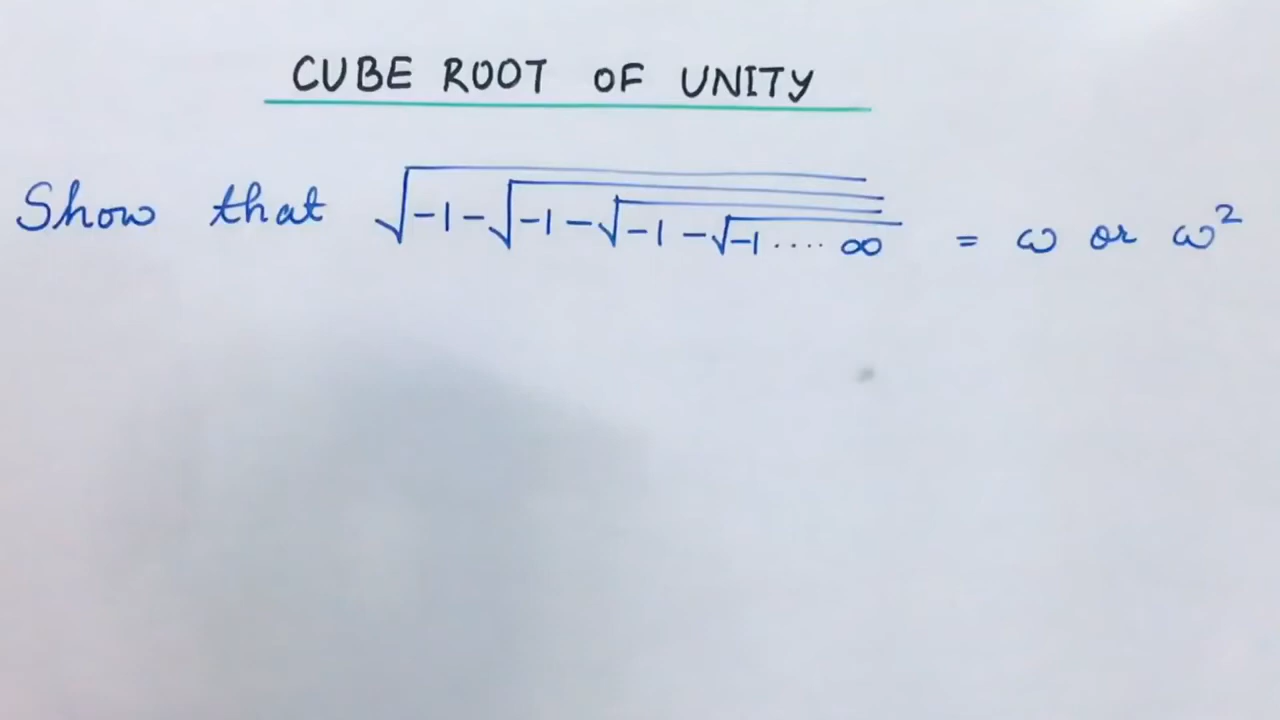 CUBE ROOT OF UNITY
Show that √(-1-√(-1-√(-1-√(-1 .... ∞)))) = ω or ω²